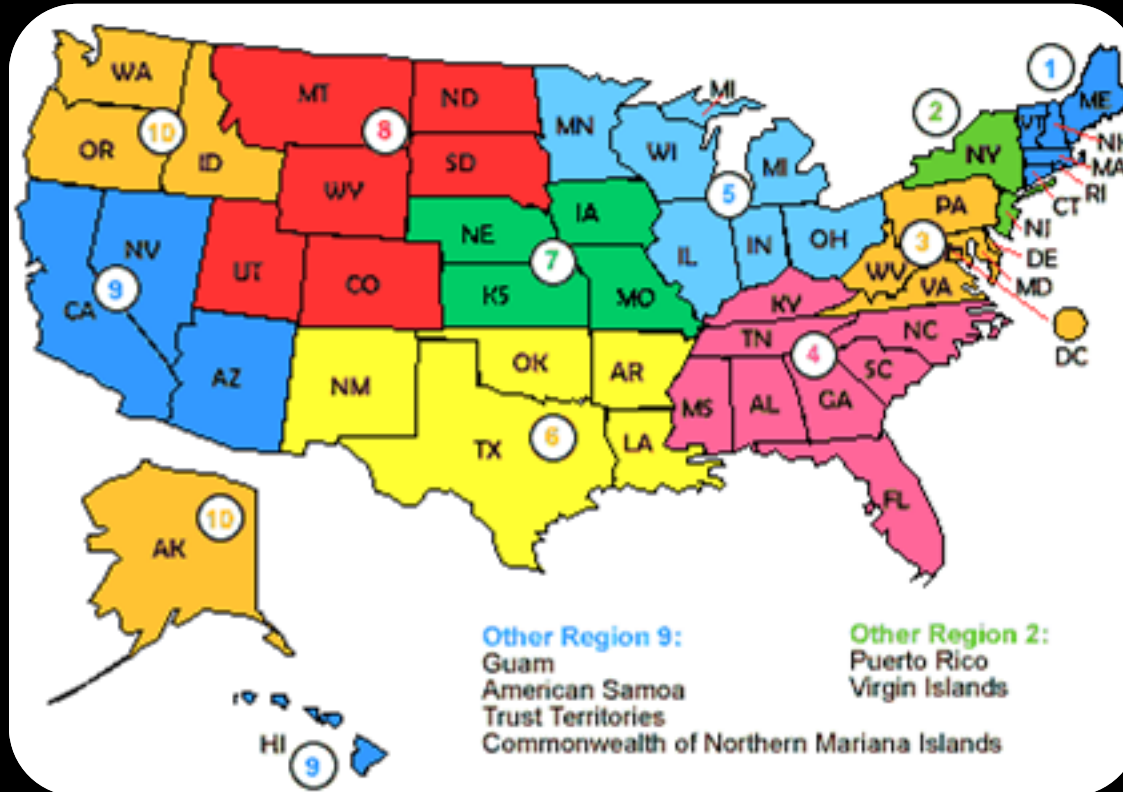 WA
MT
ND
MN
MI
1
ME
2
VT
NH
10
OR
ID
8
SD
WI
MI
NY
MA
RI
CT
WY
5
PA
NJ
NE
IA
IL
IN
OH
3
DE
NV
UT
CO
7
KS
MO
WV
VA
MD
CA
9
KY
DC
AZ
NM
OK
AR
TN
4
NC
SC
MS
AL
GA
TX
6
LA
FL
10
AK
HI
9
Other Region 9:
Guam
American Samoa
Trust Territories
Commonwealth of Northern Mariana Islands
Other Region 2:
Puerto Rico
Virgin Islands